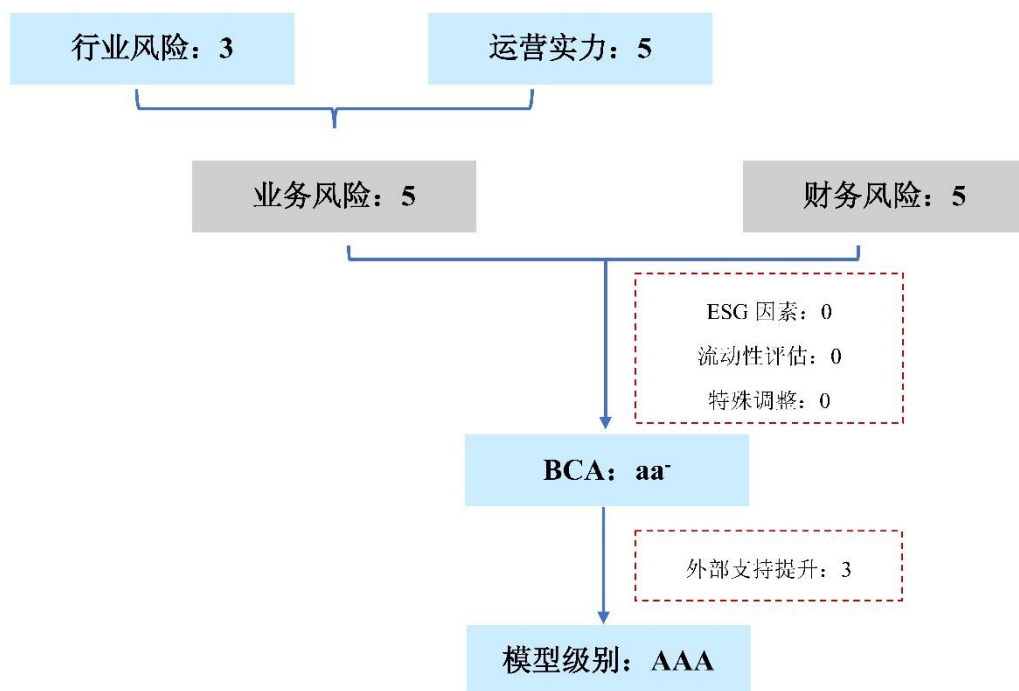 行业风险：3
运营实力：5
业务风险：5
财务风险：5
ESG 因素：0
流动性评估：0
特殊调整：0
BCA：aa⁻
外部支持提升：3
模型级别：AAA